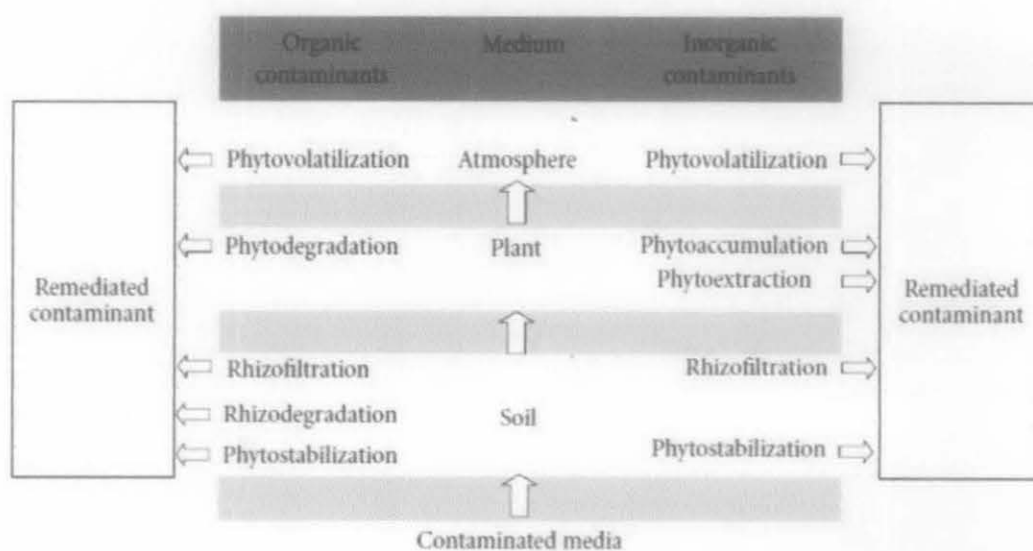 Organic
contaminants
Medium
Inorganic
contaminants
Phytovolatilization
Atmosphere
Phytovolatilization
Phytodegradation
Plant
Phytoaccumulation
Phytoextraction
Remediated
contaminant
Remediated
contaminant
Rhizofiltration
Rhizofiltration
Rhizodegradation
Soil
Phytostabilization
Phytostabilization
Contaminated media